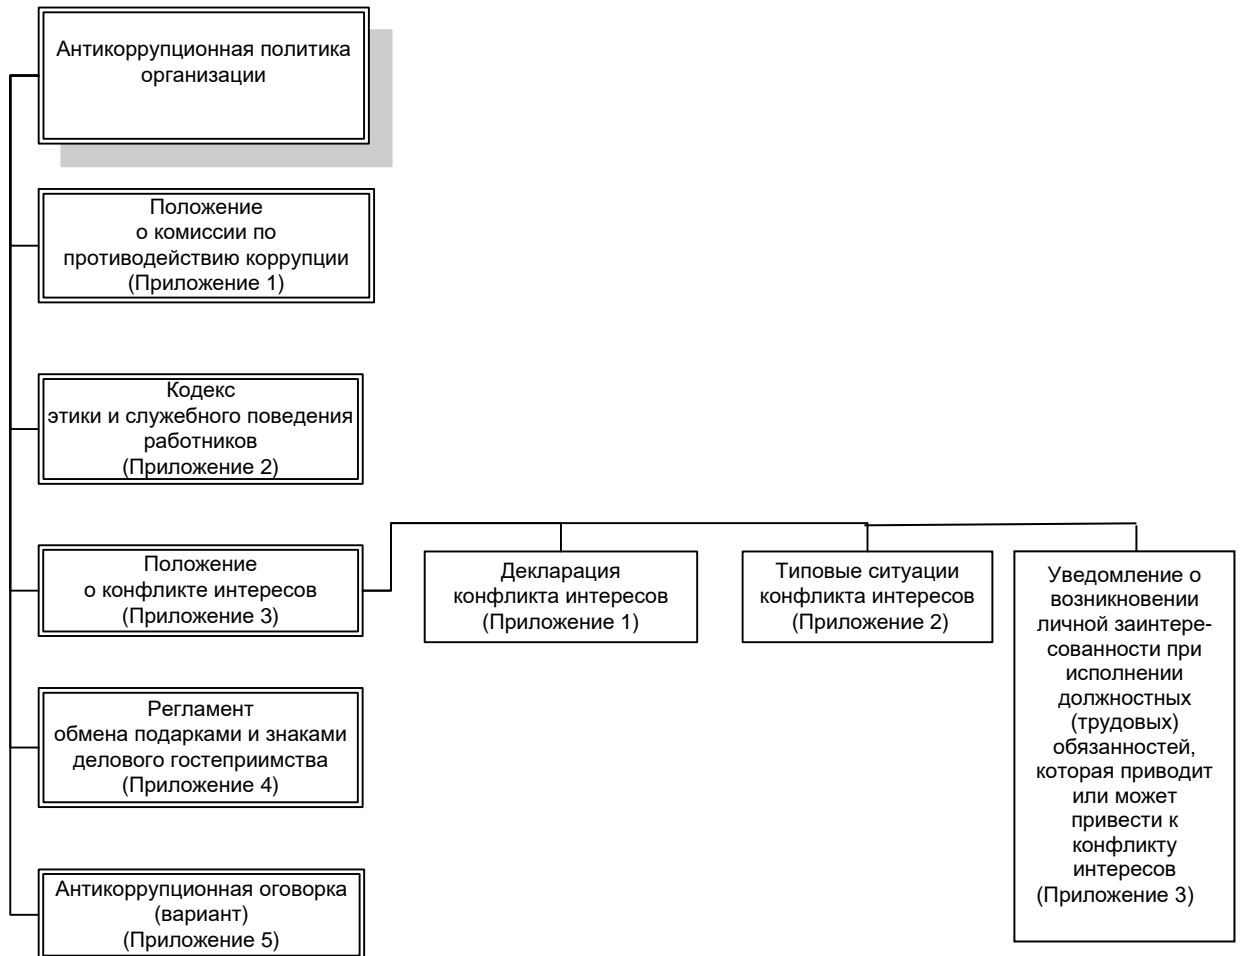 Антикоррупционная политика
организации
Положение
о комиссии по
противодействию коррупции
(Приложение 1)
Кодекс
этики и служебного поведения
работников
(Приложение 2)
Положение
о конфликте интересов
(Приложение 3)
Декларация
конфликта интересов
(Приложение 1)
Типовые ситуации
конфликта интересов
(Приложение 2)
Уведомление о
возникновении
личной заинтере-
сованности при
исполнении
должностных
(трудовых)
обязанностей,
которая приводит
или может
привести к
конфликту
интересов
(Приложение 3)
Регламент
обмена подарками и знаками
делового гостеприимства
(Приложение 4)
Антикоррупционная оговорка
(вариант)
(Приложение 5)